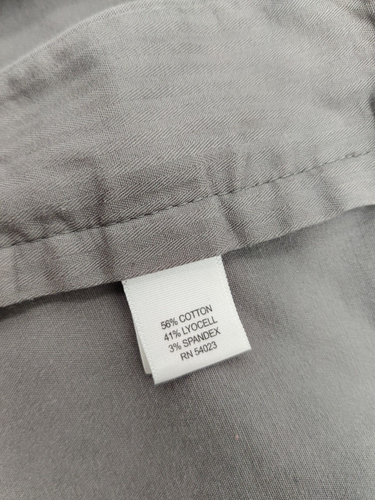 56% COTTON
41% LYOCELL
3% SPANDEX
RN 54023